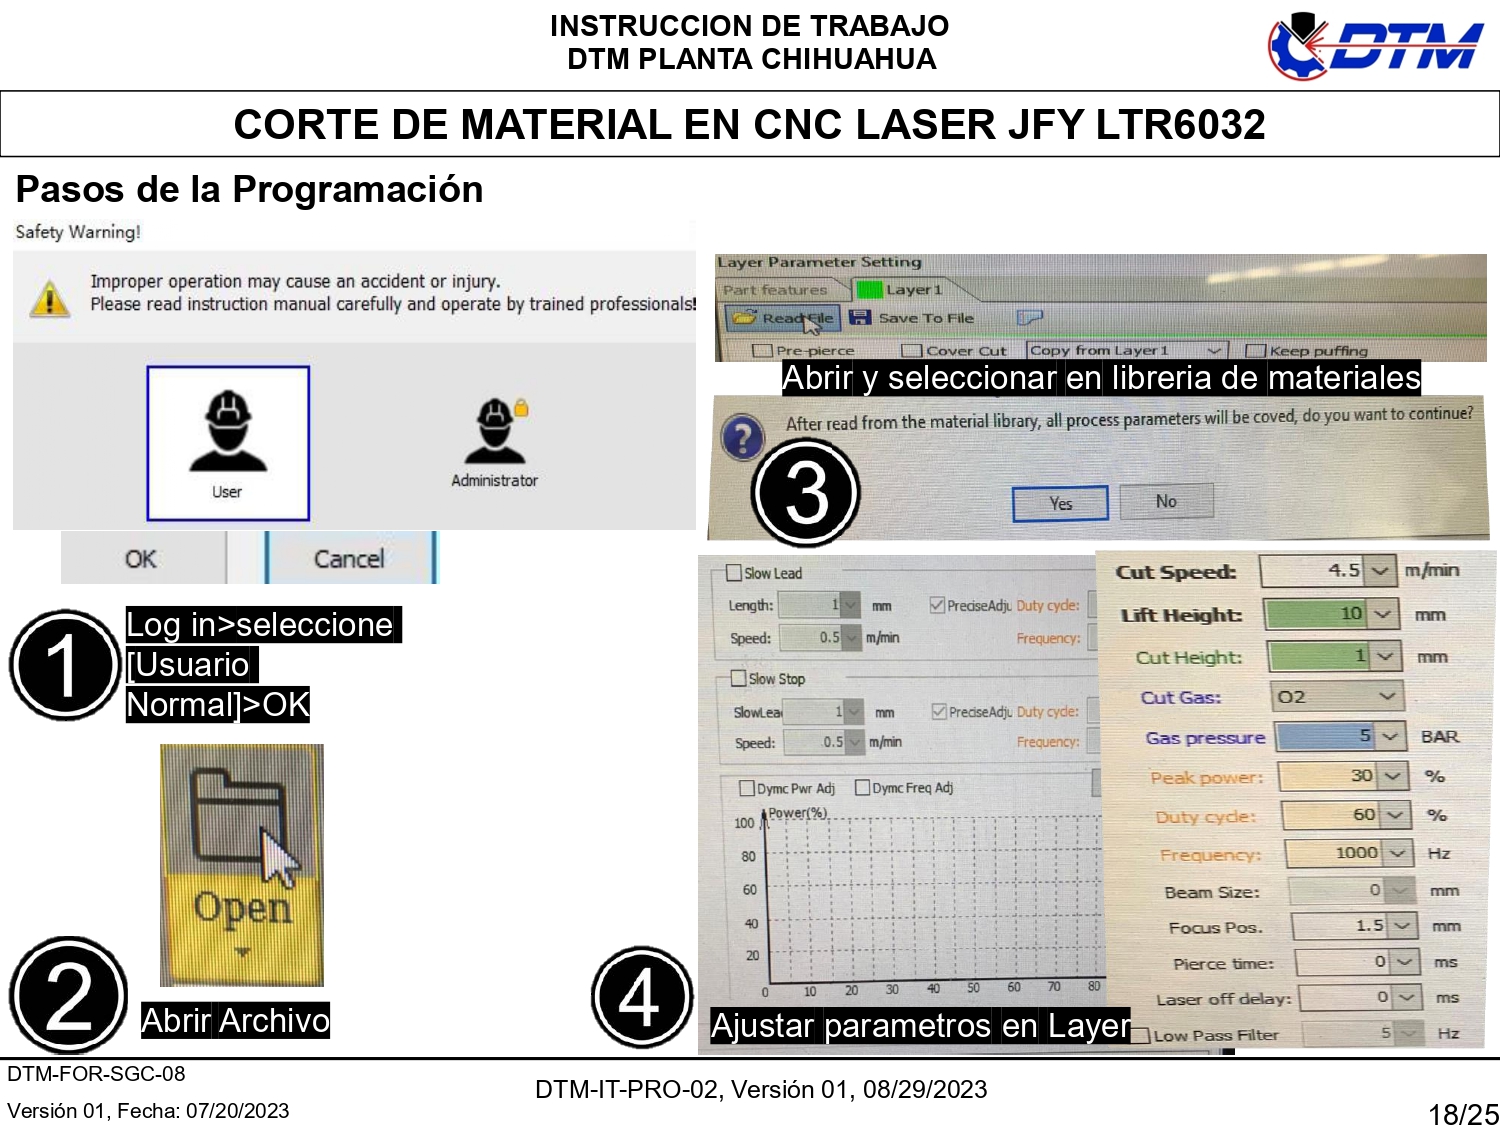 INSTRUCCION DE TRABAJO
DTM PLANTA CHIHUAHUA
DTM
CORTE DE MATERIAL EN CNC LASER JFY LTR6032
Pasos de la Programación
Safety Warning!
Improper operation may cause an accident or injury.
Please read instruction manual carefully and operate by trained professionals!
User
Administrator
OK
Cancel
1
Log in>seleccione
[Usuario
Normal]>OK
Open
2
Abrir Archivo
Layer Parameter Setting
Part features
Layer1
Read File
Save To File
Pre-pierce
Cover Cut
Copy from Layer1
Keep puffing
Abrir y seleccionar en libreria de materiales
After read from the material library, all process parameters will be coved, do you want to continue?
3
Yes
No
Slow Lead
Length: 1 mm PreciseAdju Duty cycle:
Speed: 0.5 m/min Frequency:
Slow Stop
SlowLea 1 mm PreciseAdju Duty cycle:
Speed: 0.5 m/min Frequency:
Dymc Pwr Adj Dymc Freq Adj
Power(%)
100
80
60
40
20
0 10 20 30 40 50 60 70 80
Cut Speed: 4.5 m/min
Lift Height: 10 mm
Cut Height: 1 mm
Cut Gas: O2
Gas pressure 5 BAR
Peak power: 30 %
Duty cycle: 60 %
Frequency: 1000 Hz
Beam Size: 0 mm
Focus Pos. 1.5 mm
Pierce time: 0 ms
Laser off delay: 0 ms
Low Pass Filter 5 Hz
4
Ajustar parametros en Layer
DTM-FOR-SGC-08
Versión 01, Fecha: 07/20/2023
DTM-IT-PRO-02, Versión 01, 08/29/2023
18/25